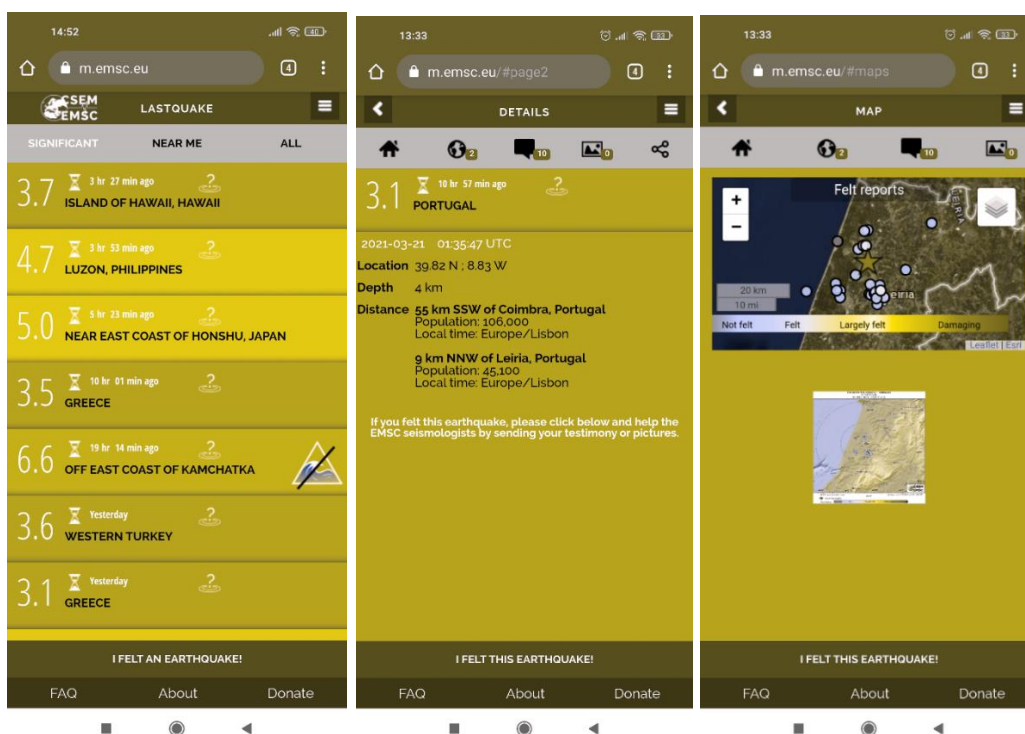 14:52
40
m.emsc.eu
4
CSEM
EMSC
LASTQUAKE
SIGNIFICANT NEAR ME ALL
3.7
3 hr 27 min ago
?
ISLAND OF HAWAII, HAWAII
4.7
3 hr 53 min ago
?
LUZON, PHILIPPINES
5.0
5 hr 23 min ago
?
NEAR EAST COAST OF HONSHU, JAPAN
3.5
10 hr 01 min ago
?
GREECE
6.6
19 hr 14 min ago
?
OFF EAST COAST OF KAMCHATKA
3.6
Yesterday
?
WESTERN TURKEY
3.1
Yesterday
?
GREECE
I FELT AN EARTHQUAKE!
FAQ About Donate
13:33
33
m.emsc.eu/#page2
4
DETAILS
2 10 0
3.1
10 hr 57 min ago
?
PORTUGAL
2021-03-21 01:35:47 UTC
Location 39.82 N ; 8.83 W
Depth 4 km
Distance 55 km SSW of Coimbra, Portugal
Population: 106,000
Local time: Europe/Lisbon
9 km NNW of Leiria, Portugal
Population: 45,100
Local time: Europe/Lisbon
If you felt this earthquake, please click below and help the
EMSC seismologists by sending your testimony or pictures.
I FELT THIS EARTHQUAKE!
FAQ About Donate
13:33
33
m.emsc.eu/#maps
4
MAP
2 10 0
+
Felt reports
−
LEIRIA
eiria
20 km
10 mi
Not felt Felt Largely felt Damaging
Leaflet | Esri
I FELT THIS EARTHQUAKE!
FAQ About Donate